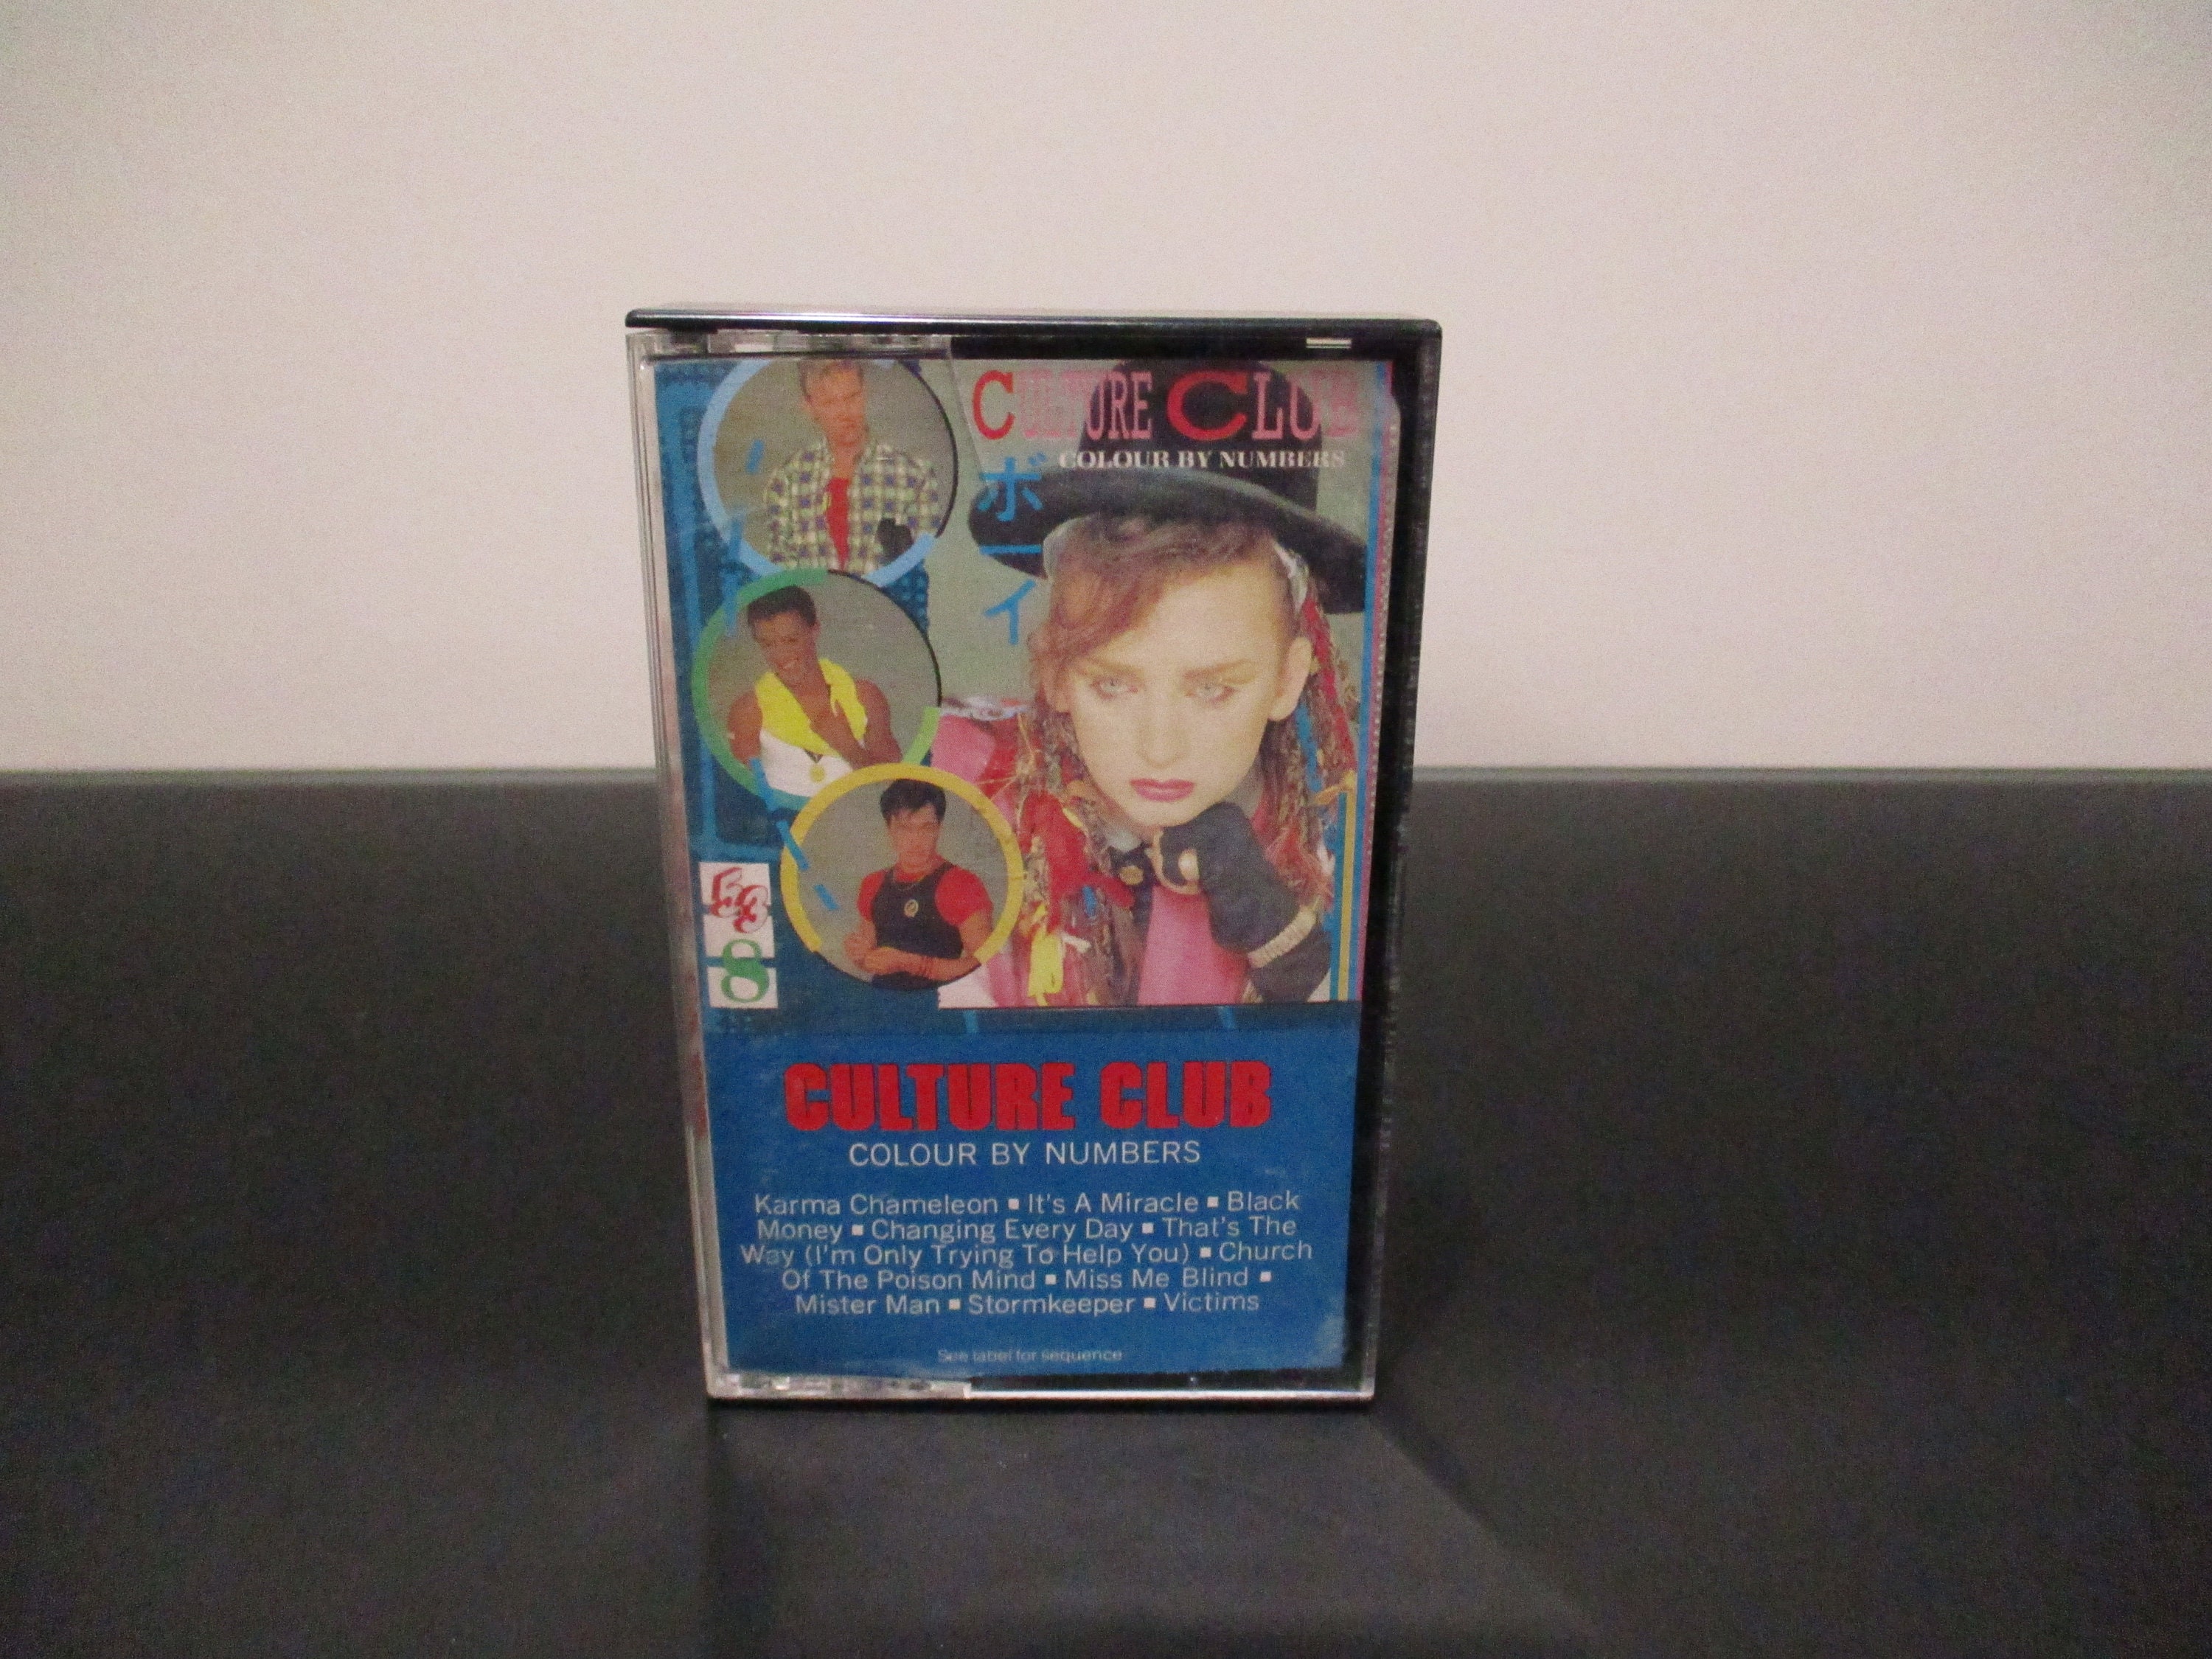 CULTURE CLUB
COLOUR BY NUMBERS
ボーイ
8
CULTURE CLUB
COLOUR BY NUMBERS
Karma Chameleon ▪ It's A Miracle ▪ Black
Money ▪ Changing Every Day ▪ That's The
Way (I'm Only Trying To Help You) ▪ Church
Of The Poison Mind ▪ Miss Me Blind ▪
Mister Man ▪ Stormkeeper ▪ Victims
See label for sequence